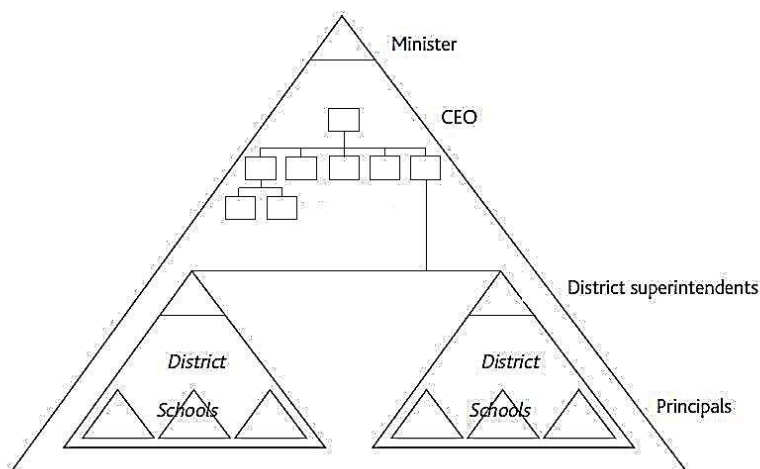 Minister
CEO
District superintendents
District
District
Schools
Schools
Principals